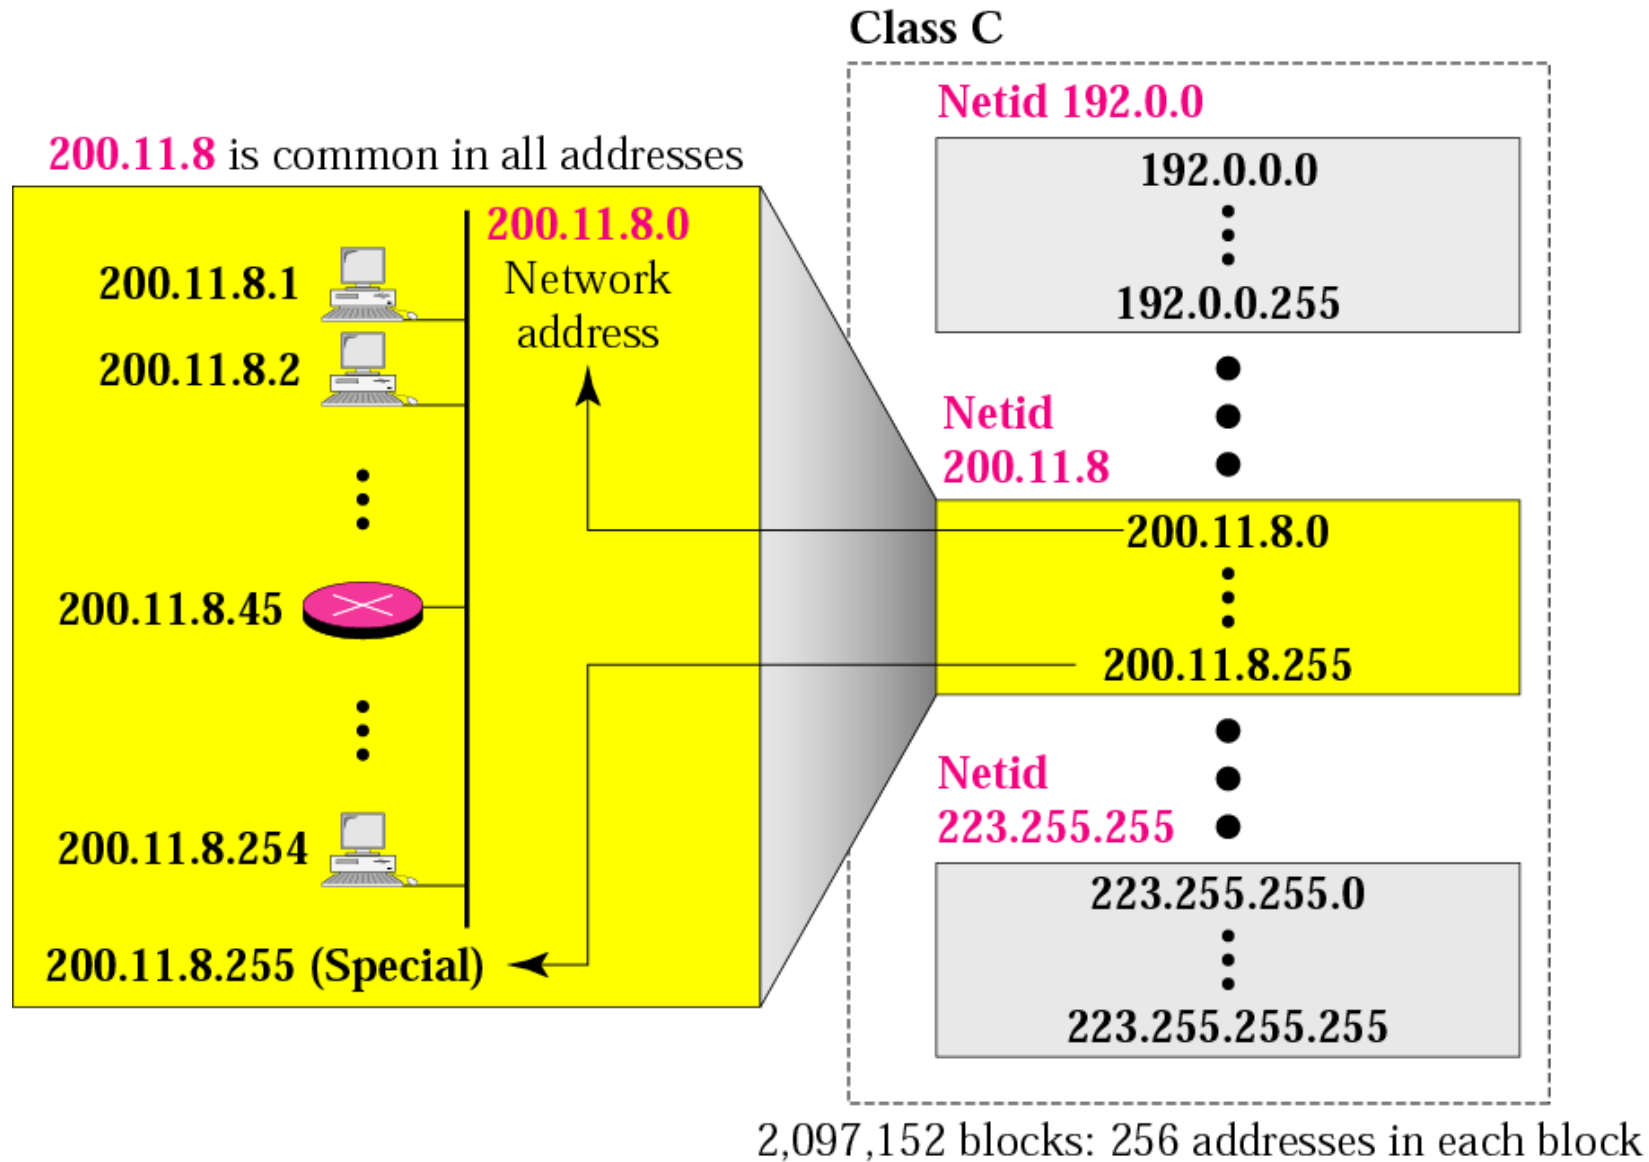 Class C
Netid 192.0.0
192.0.0.0
192.0.0.255
Netid
200.11.8
200.11.8.0
200.11.8.255
Netid
223.255.255
223.255.255.0
223.255.255.255
2,097,152 blocks: 256 addresses in each block
200.11.8 is common in all addresses
200.11.8.0
Network
address
200.11.8.1
200.11.8.2
200.11.8.45
200.11.8.254
200.11.8.255 (Special)